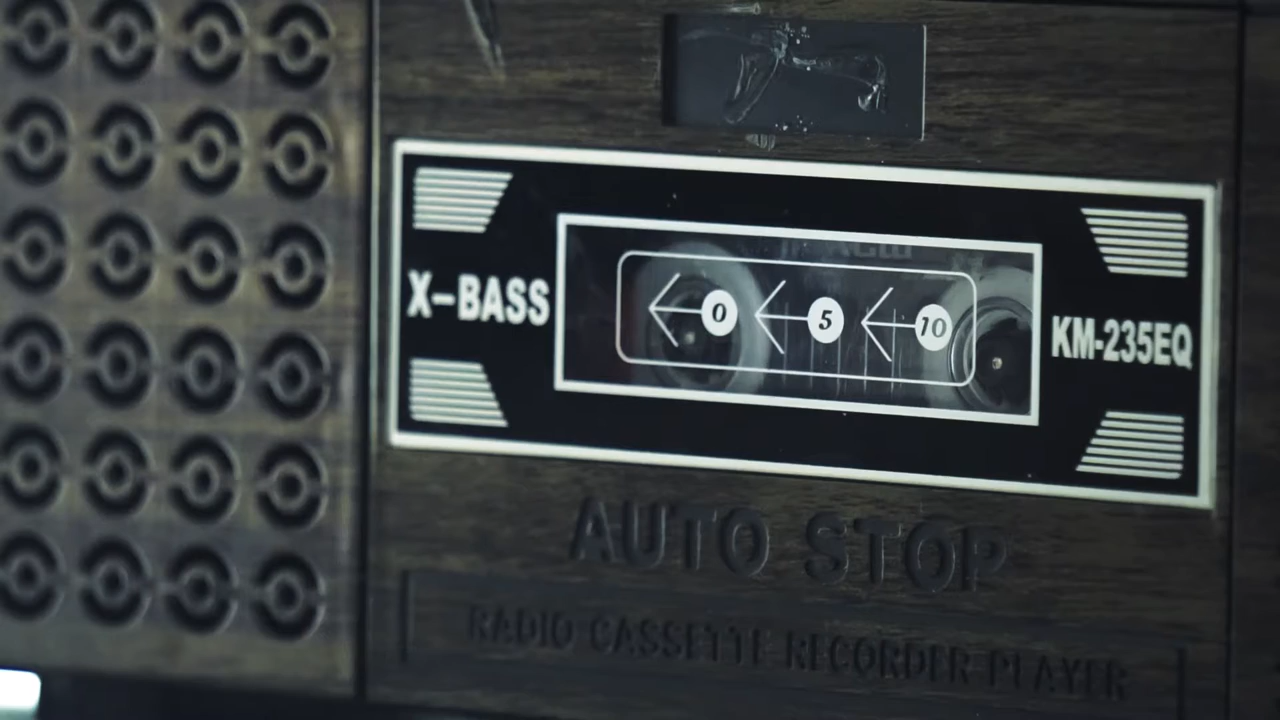 X-BASS
0 5 10
KM-235EQ
AUTO STOP
RADIO CASSETTE RECORDER PLAYER